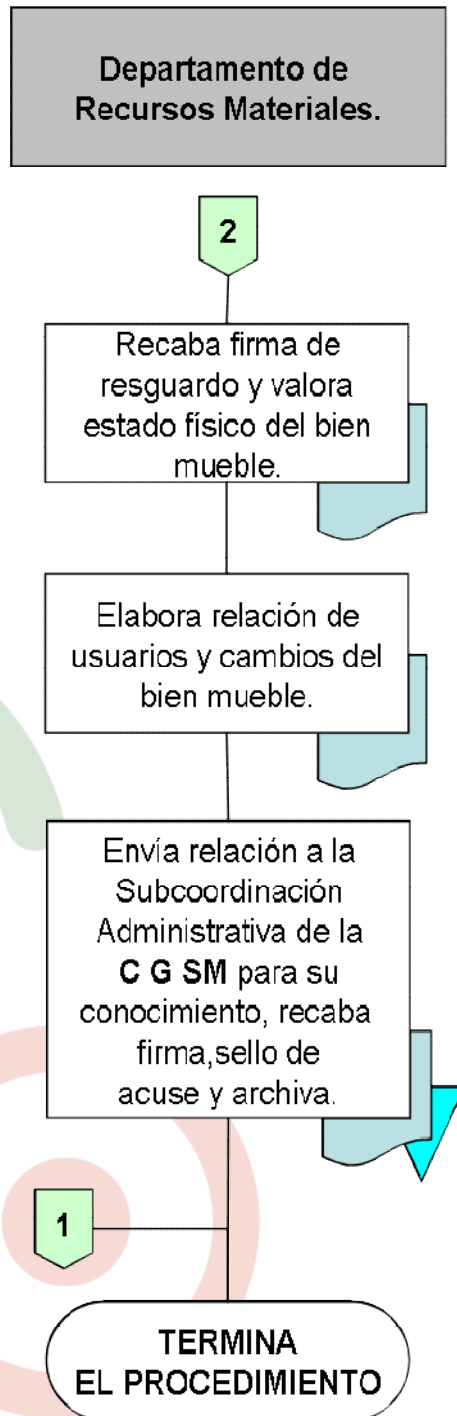 Departamento de
Recursos Materiales.
2
Recaba firma de
resguardo y valora
estado físico del bien
mueble.
Elabora relación de
usuarios y cambios del
bien mueble.
Envía relación a la
Subcoordinación
Administrativa de la
C G SM para su
conocimiento, recaba
firma,sello de
acuse y archiva.
1
TERMINA
EL PROCEDIMIENTO